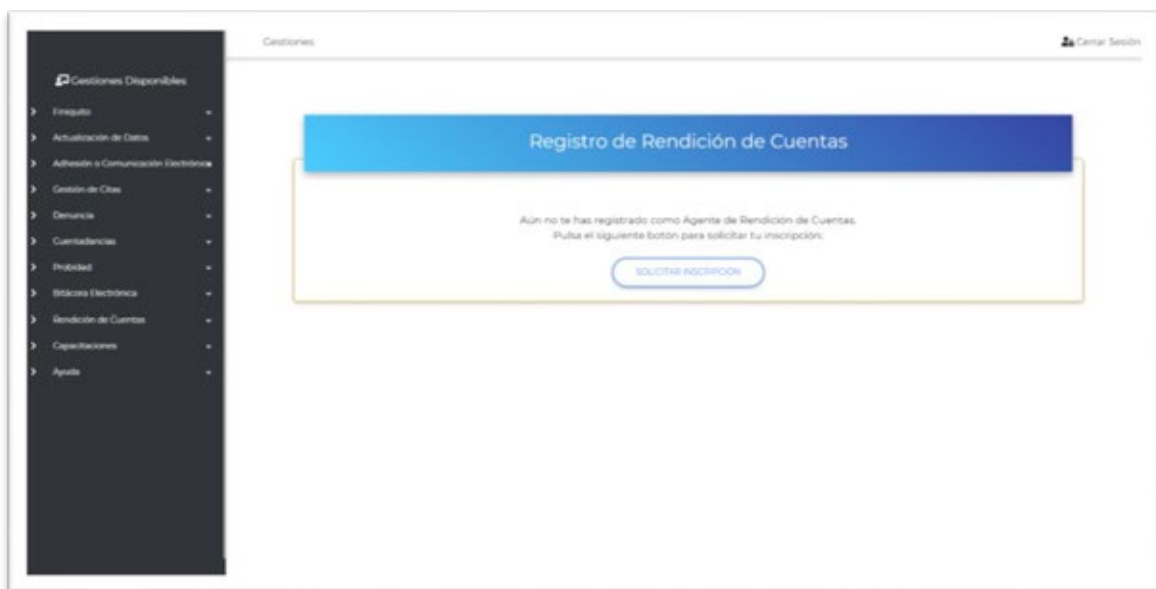 Gestiones
Cerrar Sesión
Gestiones Disponibles
Finiquito
Actualización de Datos
Adhesión a Comunicación Electrónica
Gestión de Citas
Denuncia
Cuentadancias
Probidad
Bitácora Electrónica
Rendición de Cuentas
Capacitaciones
Ayuda
Registro de Rendición de Cuentas
Aún no te has registrado como Agente de Rendición de Cuentas.
Pulsa el siguiente botón para solicitar tu inscripción:
SOLICITAR INSCRIPCIÓN